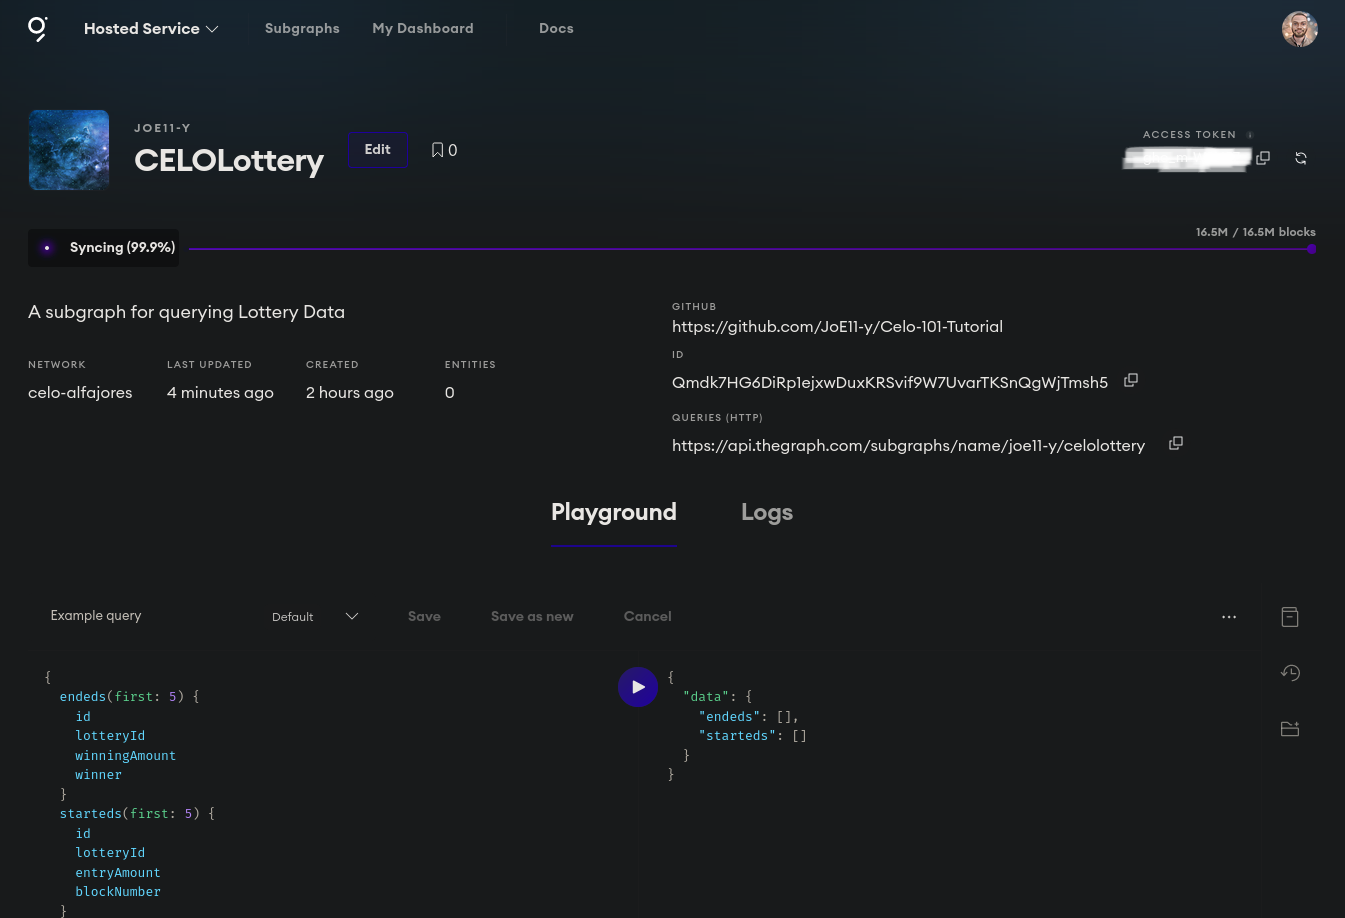 Hosted Service
Subgraphs
My Dashboard
Docs
JOE11-Y
CELOLottery
Edit
0
ACCESS TOKEN
Syncing (99.9%)
16.5M / 16.5M blocks
A subgraph for querying Lottery Data
NETWORK
celo-alfajores
LAST UPDATED
4 minutes ago
CREATED
2 hours ago
ENTITIES
0
GITHUB
https://github.com/JoE11-y/Celo-101-Tutorial
ID
Qmdk7HG6DiRp1ejxwDuxKRSvif9W7UvarTKSnQgWjTmsh5
QUERIES (HTTP)
https://api.thegraph.com/subgraphs/name/joe11-y/celolottery
Playground
Logs
Example query
Default
Save
Save as new
Cancel
{
endeds(first: 5) {
id
lotteryId
winningAmount
winner
}
starteds(first: 5) {
id
lotteryId
entryAmount
blockNumber
}
{
"data": {
"endeds": [],
"starteds": []
}
}